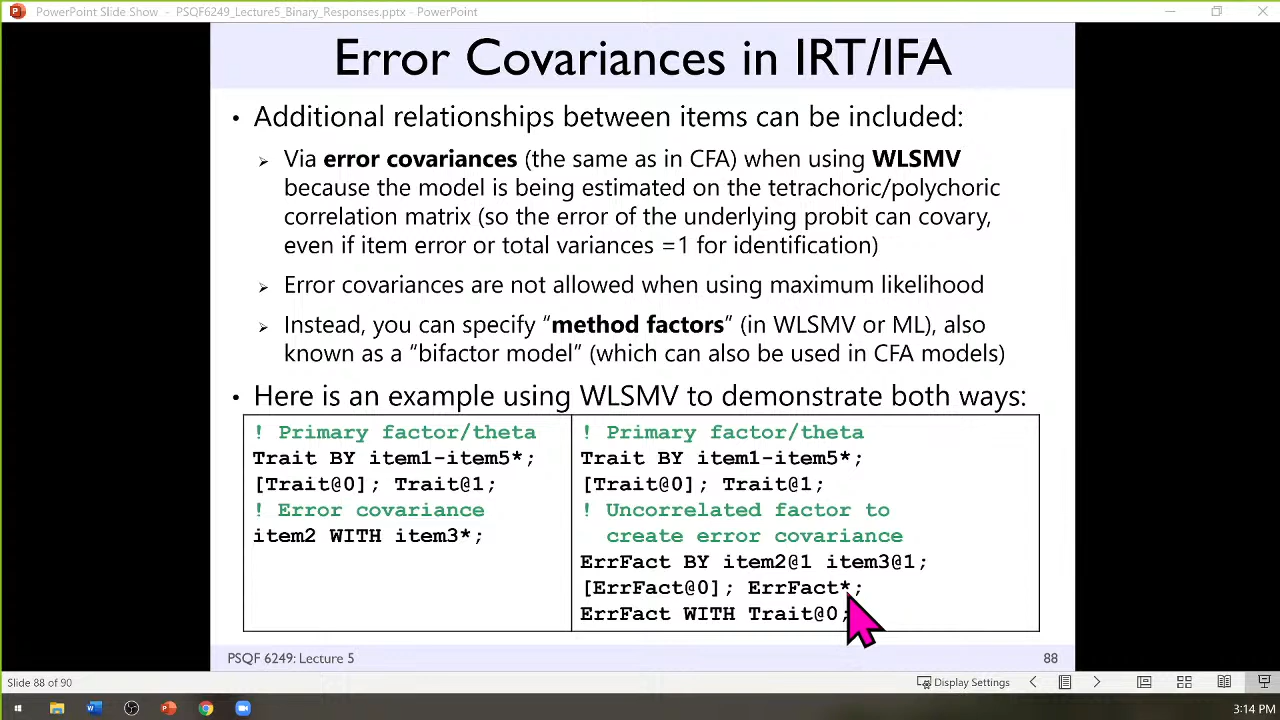 PowerPoint Slide Show - PSQF6249_Lecture5_Binary_Responses.pptx - PowerPoint
Error Covariances in IRT/IFA
• Additional relationships between items can be included:
➢ Via error covariances (the same as in CFA) when using WLSMV
because the model is being estimated on the tetrachoric/polychoric
correlation matrix (so the error of the underlying probit can covary,
even if item error or total variances =1 for identification)
➢ Error covariances are not allowed when using maximum likelihood
➢ Instead, you can specify “method factors” (in WLSMV or ML), also
known as a “bifactor model” (which can also be used in CFA models)
• Here is an example using WLSMV to demonstrate both ways:
! Primary factor/theta
Trait BY item1-item5*;
[Trait@0]; Trait@1;
! Error covariance
item2 WITH item3*;
! Primary factor/theta
Trait BY item1-item5*;
[Trait@0]; Trait@1;
! Uncorrelated factor to
create error covariance
ErrFact BY item2@1 item3@1;
[ErrFact@0]; ErrFact*;
ErrFact WITH Trait@0;
PSQF 6249: Lecture 5
88
Slide 88 of 90
Display Settings
3:14 PM